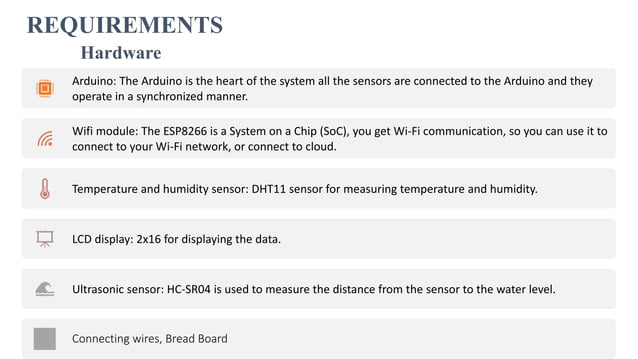 REQUIREMENTS
Hardware
Arduino: The Arduino is the heart of the system all the sensors are connected to the Arduino and they
operate in a synchronized manner.
Wifi module: The ESP8266 is a System on a Chip (SoC), you get Wi-Fi communication, so you can use it to
connect to your Wi-Fi network, or connect to cloud.
Temperature and humidity sensor: DHT11 sensor for measuring temperature and humidity.
LCD display: 2x16 for displaying the data.
Ultrasonic sensor: HC-SR04 is used to measure the distance from the sensor to the water level.
Connecting wires, Bread Board